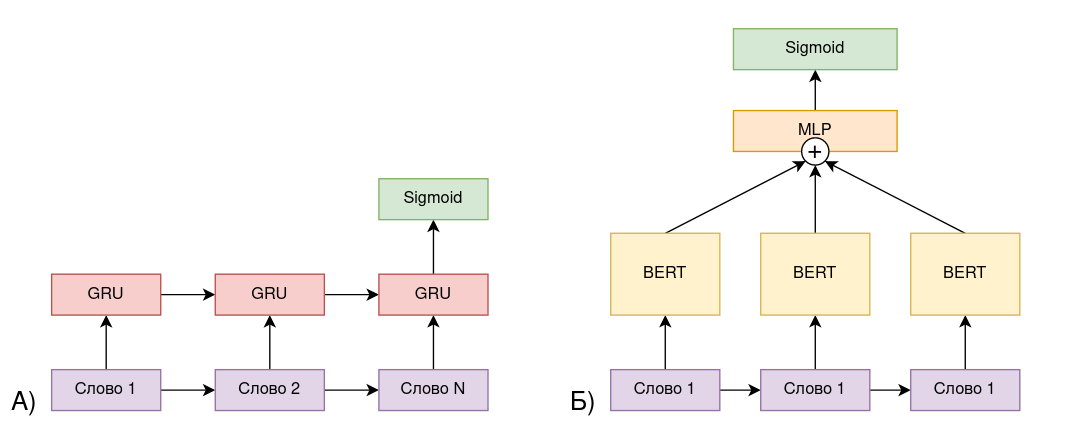 Sigmoid
GRU GRU GRU
Слово 1 Слово 2 Слово N
А)
Sigmoid
MLP
+
BERT BERT BERT
Слово 1 Слово 1 Слово 1
Б)